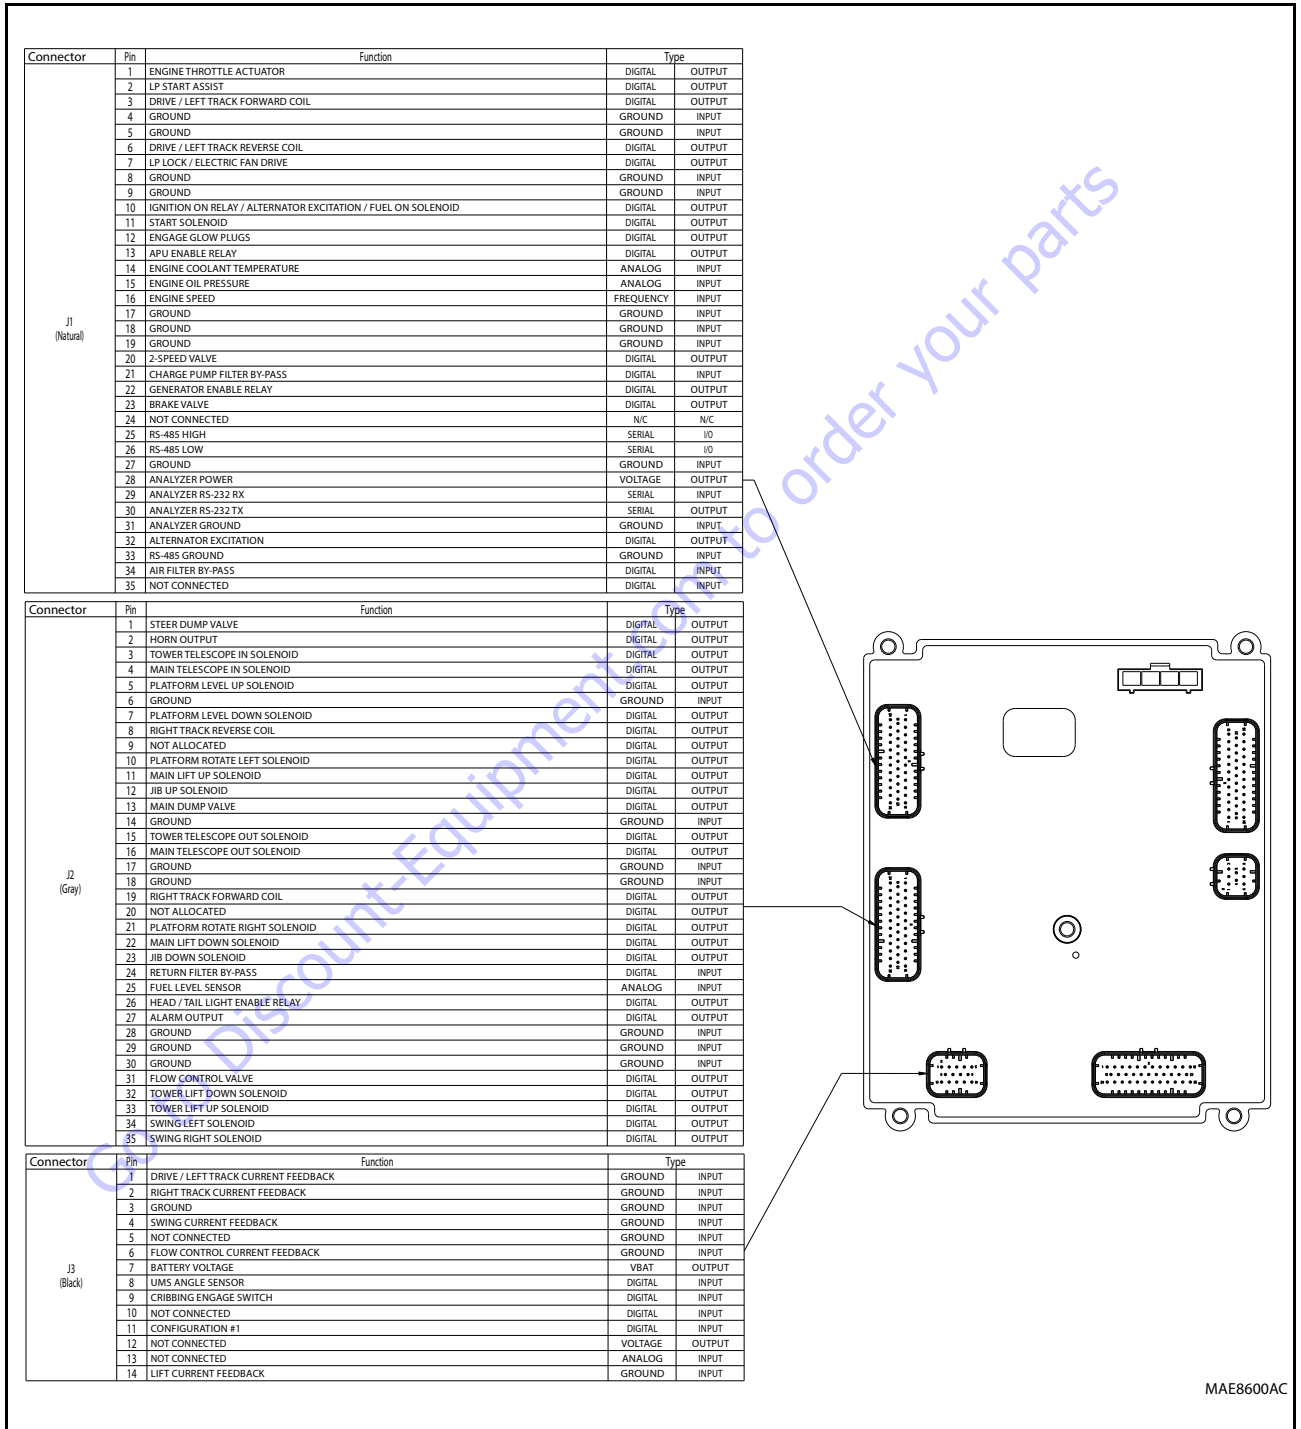 Connector Pin Function Type
J1
(Natural)
1 ENGINE THROTTLE ACTUATOR DIGITAL OUTPUT
2 LP START ASSIST DIGITAL OUTPUT
3 DRIVE / LEFT TRACK FORWARD COIL DIGITAL OUTPUT
4 GROUND GROUND INPUT
5 GROUND GROUND INPUT
6 DRIVE / LEFT TRACK REVERSE COIL DIGITAL OUTPUT
7 LP LOCK / ELECTRIC FAN DRIVE DIGITAL OUTPUT
8 GROUND GROUND INPUT
9 GROUND GROUND INPUT
10 IGNITION ON RELAY / ALTERNATOR EXCITATION / FUEL ON SOLENOID DIGITAL OUTPUT
11 START SOLENOID DIGITAL OUTPUT
12 ENGAGE GLOW PLUGS DIGITAL OUTPUT
13 APU ENABLE RELAY DIGITAL OUTPUT
14 ENGINE COOLANT TEMPERATURE ANALOG INPUT
15 ENGINE OIL PRESSURE ANALOG INPUT
16 ENGINE SPEED FREQUENCY INPUT
17 GROUND GROUND INPUT
18 GROUND GROUND INPUT
19 GROUND GROUND INPUT
20 2-SPEED VALVE DIGITAL OUTPUT
21 CHARGE PUMP FILTER BY-PASS DIGITAL INPUT
22 GENERATOR ENABLE RELAY DIGITAL OUTPUT
23 BRAKE VALVE DIGITAL OUTPUT
24 NOT CONNECTED N/C N/C
25 RS-485 HIGH SERIAL I/O
26 RS-485 LOW SERIAL I/O
27 GROUND GROUND INPUT
28 ANALYZER POWER VOLTAGE OUTPUT
29 ANALYZER RS-232 RX SERIAL INPUT
30 ANALYZER RS-232 TX SERIAL OUTPUT
31 ANALYZER GROUND GROUND INPUT
32 ALTERNATOR EXCITATION DIGITAL OUTPUT
33 RS-485 GROUND GROUND INPUT
34 AIR FILTER BY-PASS DIGITAL INPUT
35 NOT CONNECTED DIGITAL INPUT
Connector Pin Function Type
J2
(Gray)
1 STEER DUMP VALVE DIGITAL OUTPUT
2 HORN OUTPUT DIGITAL OUTPUT
3 TOWER TELESCOPE IN SOLENOID DIGITAL OUTPUT
4 MAIN TELESCOPE IN SOLENOID DIGITAL OUTPUT
5 PLATFORM LEVEL UP SOLENOID DIGITAL OUTPUT
6 GROUND GROUND INPUT
7 PLATFORM LEVEL DOWN SOLENOID DIGITAL OUTPUT
8 RIGHT TRACK REVERSE COIL DIGITAL OUTPUT
9 NOT ALLOCATED DIGITAL OUTPUT
10 PLATFORM ROTATE LEFT SOLENOID DIGITAL OUTPUT
11 MAIN LIFT UP SOLENOID DIGITAL OUTPUT
12 JIB UP SOLENOID DIGITAL OUTPUT
13 MAIN DUMP VALVE DIGITAL OUTPUT
14 GROUND GROUND INPUT
15 TOWER TELESCOPE OUT SOLENOID DIGITAL OUTPUT
16 MAIN TELESCOPE OUT SOLENOID DIGITAL OUTPUT
17 GROUND GROUND INPUT
18 GROUND GROUND INPUT
19 RIGHT TRACK FORWARD COIL DIGITAL OUTPUT
20 NOT ALLOCATED DIGITAL OUTPUT
21 PLATFORM ROTATE RIGHT SOLENOID DIGITAL OUTPUT
22 MAIN LIFT DOWN SOLENOID DIGITAL OUTPUT
23 JIB DOWN SOLENOID DIGITAL OUTPUT
24 RETURN FILTER BY-PASS DIGITAL INPUT
25 FUEL LEVEL SENSOR ANALOG INPUT
26 HEAD / TAIL LIGHT ENABLE RELAY DIGITAL OUTPUT
27 ALARM OUTPUT DIGITAL OUTPUT
28 GROUND GROUND INPUT
29 GROUND GROUND INPUT
30 GROUND GROUND INPUT
31 FLOW CONTROL VALVE DIGITAL OUTPUT
32 TOWER LIFT DOWN SOLENOID DIGITAL OUTPUT
33 TOWER LIFT UP SOLENOID DIGITAL OUTPUT
34 SWING LEFT SOLENOID DIGITAL OUTPUT
35 SWING RIGHT SOLENOID DIGITAL OUTPUT
Connector Pin Function Type
J3
(Black)
1 DRIVE / LEFT TRACK CURRENT FEEDBACK GROUND INPUT
2 RIGHT TRACK CURRENT FEEDBACK GROUND INPUT
3 GROUND GROUND INPUT
4 SWING CURRENT FEEDBACK GROUND INPUT
5 NOT CONNECTED GROUND INPUT
6 FLOW CONTROL CURRENT FEEDBACK GROUND INPUT
7 BATTERY VOLTAGE VBAT OUTPUT
8 UMS ANGLE SENSOR DIGITAL INPUT
9 CRIBBING ENGAGE SWITCH DIGITAL INPUT
10 NOT CONNECTED DIGITAL INPUT
11 CONFIGURATION #1 DIGITAL INPUT
12 NOT CONNECTED VOLTAGE OUTPUT
13 NOT CONNECTED ANALOG INPUT
14 LIFT CURRENT FEEDBACK GROUND INPUT
MAE8600AC
Go to Discount-Equipment.com to order your parts